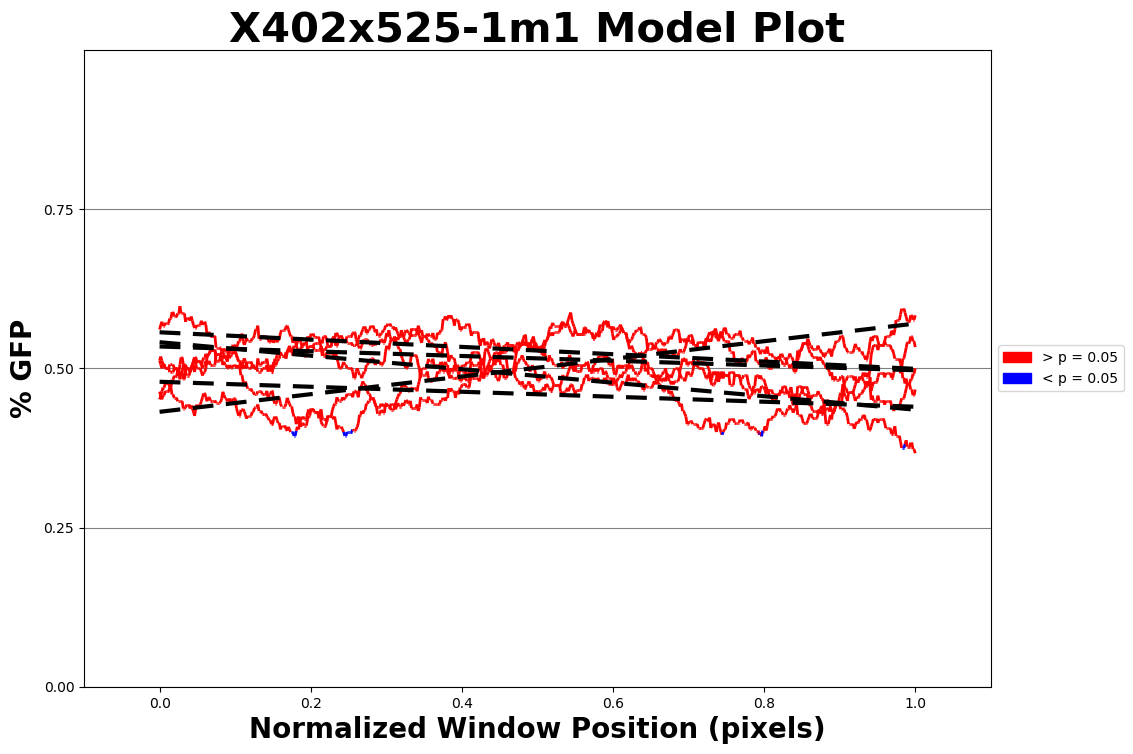 X402x525-1m1 Model Plot
% GFP
0.75
0.50
0.25
0.00
0.0 0.2 0.4 0.6 0.8 1.0
Normalized Window Position (pixels)
> p = 0.05
< p = 0.05